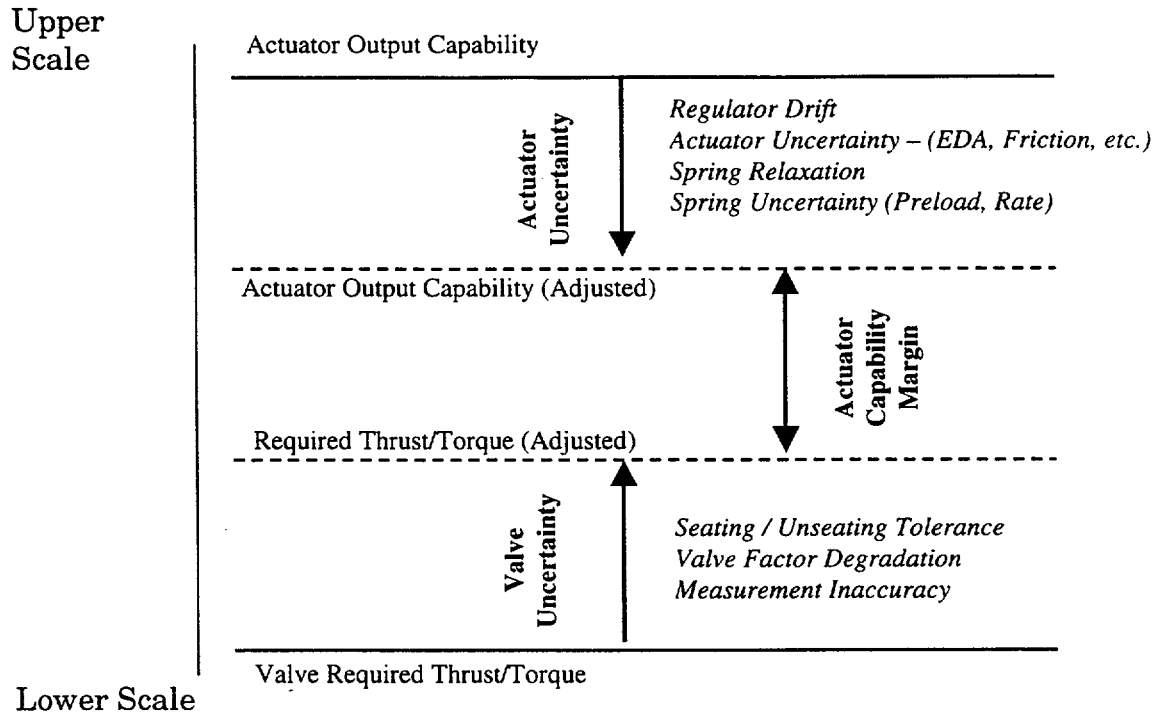 Upper
Scale
Actuator Output Capability
Actuator
Uncertainty
Regulator Drift
Actuator Uncertainty – (EDA, Friction, etc.)
Spring Relaxation
Spring Uncertainty (Preload, Rate)
Actuator Output Capability (Adjusted)
Actuator
Capability
Margin
Required Thrust/Torque (Adjusted)
Valve
Uncertainty
Seating / Unseating Tolerance
Valve Factor Degradation
Measurement Inaccuracy
Valve Required Thrust/Torque
Lower Scale